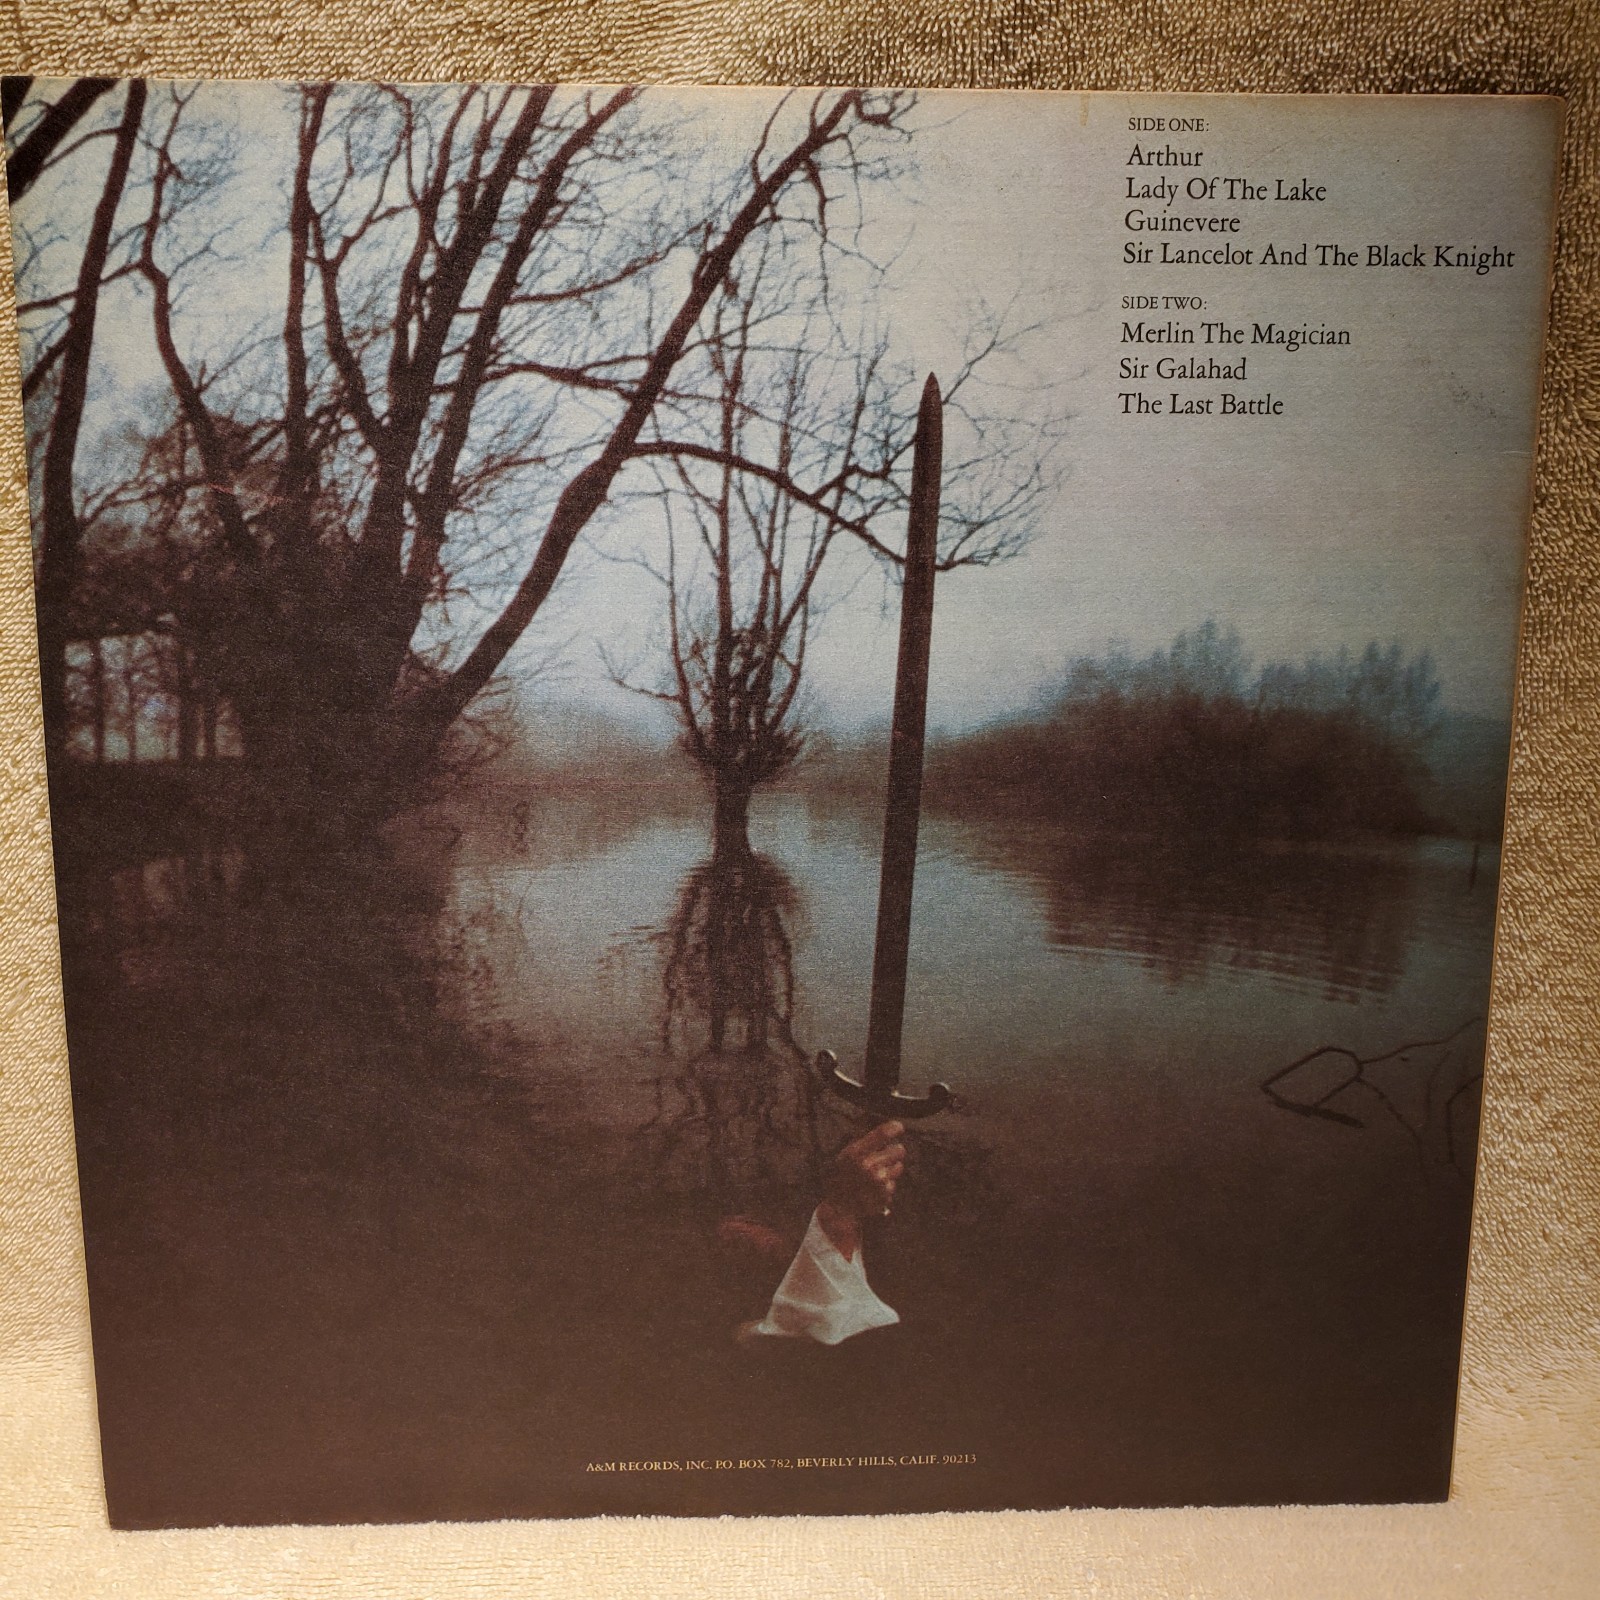 SIDE ONE:
Arthur
Lady Of The Lake
Guinevere
Sir Lancelot And The Black Knight
SIDE TWO:
Merlin The Magician
Sir Galahad
The Last Battle
A&M RECORDS, INC. P.O. BOX 782, BEVERLY HILLS, CALIF. 90213